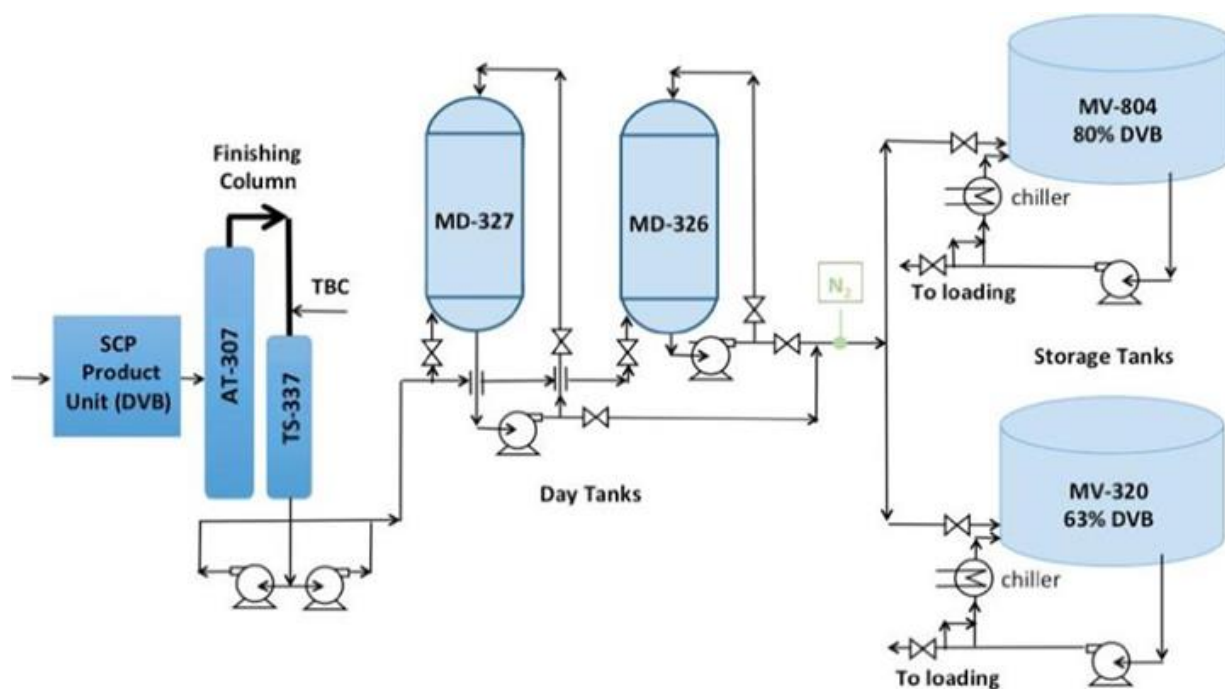 SCP
Product
Unit (DVB)
Finishing
Column
AT-307
TBC
TS-337
MD-327
MD-326
Day Tanks
N2
MV-804
80% DVB
chiller
To loading
Storage Tanks
MV-320
63% DVB
chiller
To loading